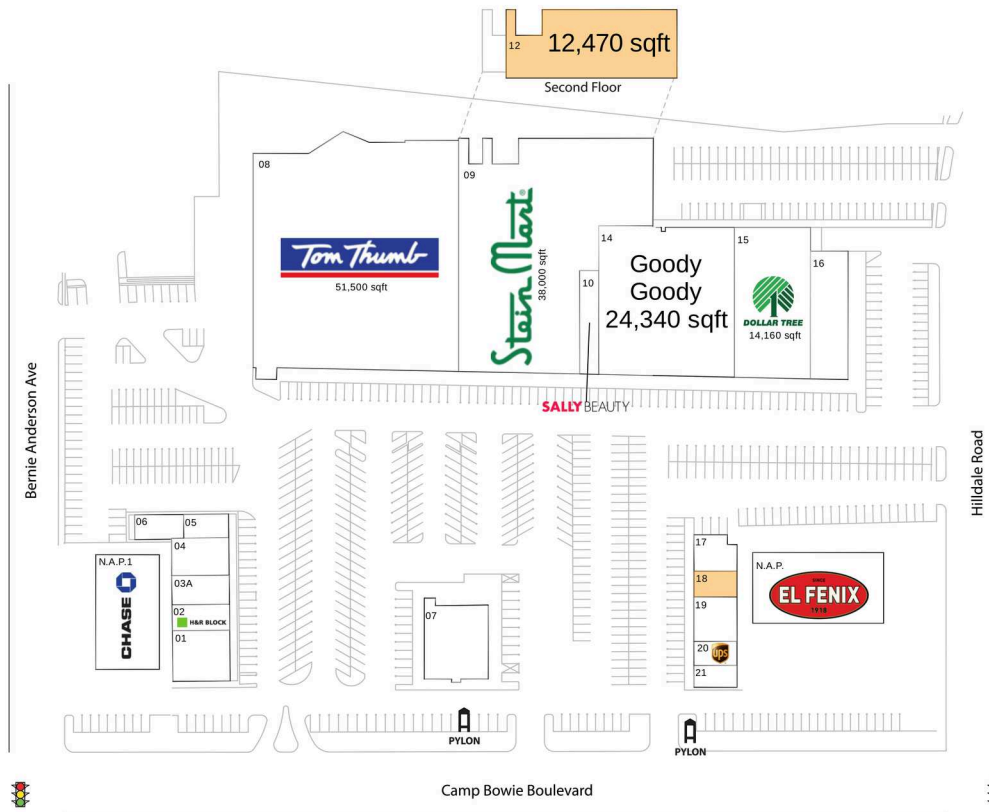 12
12,470 sqft
Second Floor
08
09
Tom Thumb
51,500 sqft
Stein Mart®
38,000 sqft
14
10
Goody
Goody
24,340 sqft
15
DOLLAR TREE
14,160 sqft
16
SALLY BEAUTY
Bernie Anderson Ave
Hilldale Road
06
05
04
03A
02
H&R BLOCK
01
N.A.P.1
CHASE
07
17
18
19
20
ups
21
N.A.P.
SINCE
EL FENIX
1918
PYLON
PYLON
Camp Bowie Boulevard